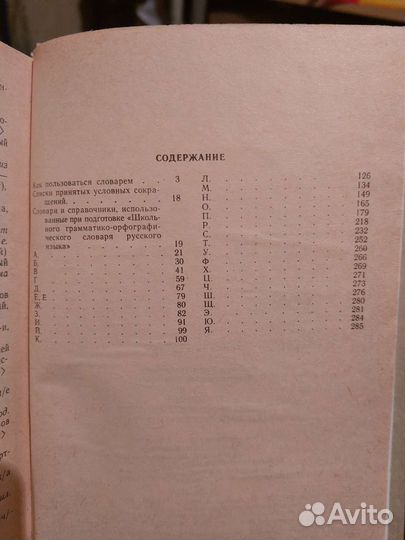 СОДЕРЖАНИЕ
Как пользоваться словарем . . . 3
Списки принятых условных сокра-
щений. . . . . . . 18
Словари и справочники, использо-
ванные при подготовке «Школь-
ного грамматико-орфографи-
ческого словаря русского
языка» . . . . . . 19
А. . . . . . . . 21
Б. . . . . . . . 30
В. . . . . . . . 41
Г. . . . . . . . 59
Д. . . . . . . . 67
Е, Е . . . . . . . 79
Ж. . . . . . . . 80
З. . . . . . . . 82
И. . . . . . . . 91
Й. . . . . . . . 99
К. . . . . . . . 100
Л. . . . . . . . 126
М. . . . . . . . 134
Н. . . . . . . . 149
О. . . . . . . . 165
П. . . . . . . . 179
Р. . . . . . . . 218
С. . . . . . . . 232
Т. . . . . . . . 252
У. . . . . . . . 260
Ф . . . . . . . 266
Х. . . . . . . . 269
Ц. . . . . . . . 271
Ч. . . . . . . . 273
Ш. . . . . . . . 276
Щ. . . . . . . . 280
Э. . . . . . . . 281
Ю. . . . . . . . 284
Я. . . . . . . . 285
Avito